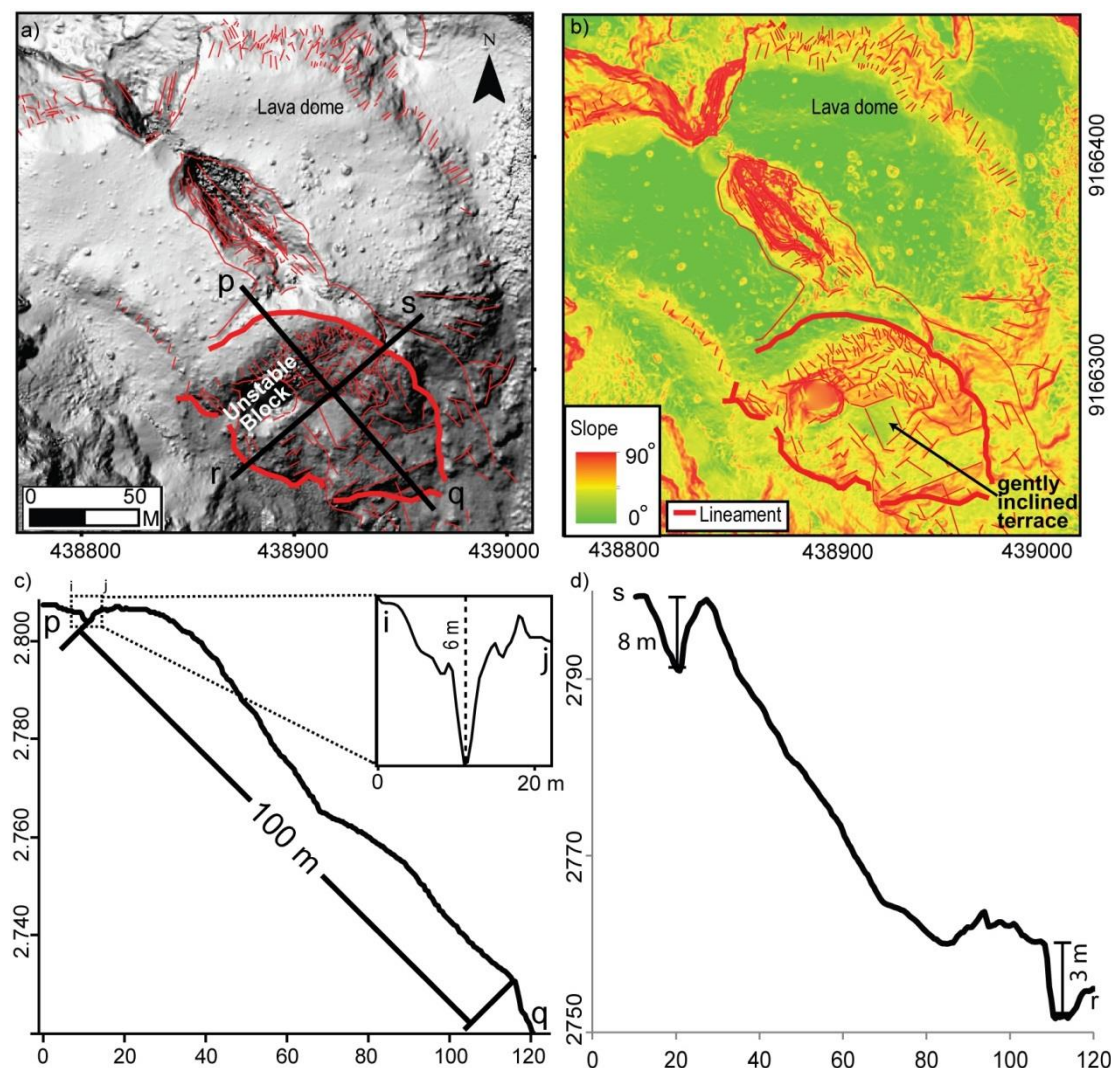 a)
N
Lava dome
p
s
Unstable
Block
r
q
0 50
M
438800 438900 439000
b)
Lava dome
9166400
9166300
Slope
90°
0°
Lineament
gently
inclined
terrace
438800 438900 439000
c)
i j
p
2.800
2.780
2.760
2.740
100 m
q
0 20 40 60 80 100 120
i
6 m
j
0 20 m
d)
s
8 m
2790
2770
2750
3 m
r
0 20 40 60 80 100 120